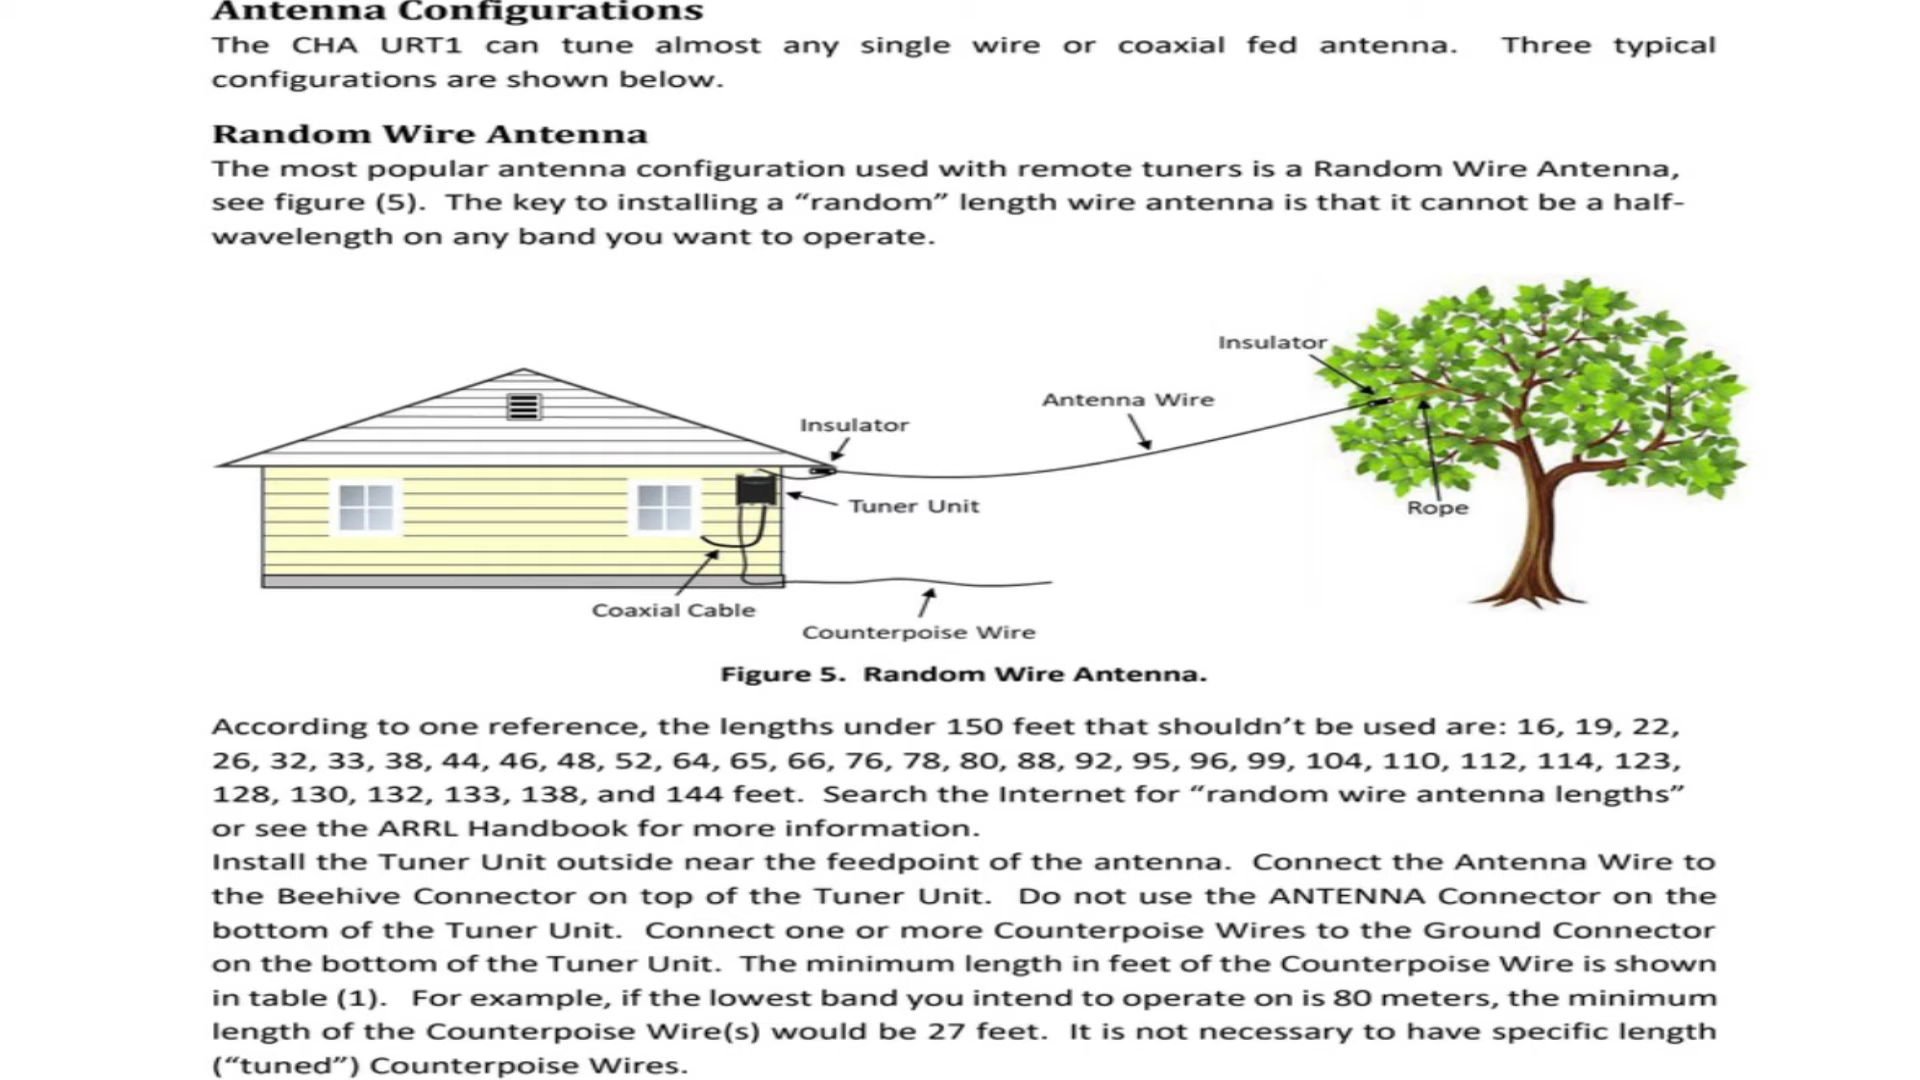 Antenna Configurations
The CHA URT1 can tune almost any single wire or coaxial fed antenna. Three typical
configurations are shown below.
Random Wire Antenna
The most popular antenna configuration used with remote tuners is a Random Wire Antenna,
see figure (5). The key to installing a “random” length wire antenna is that it cannot be a half-
wavelength on any band you want to operate.
Insulator
Antenna Wire
Insulator
Tuner Unit
Rope
Coaxial Cable
Counterpoise Wire
Figure 5. Random Wire Antenna.
According to one reference, the lengths under 150 feet that shouldn’t be used are: 16, 19, 22,
26, 32, 33, 38, 44, 46, 48, 52, 64, 65, 66, 76, 78, 80, 88, 92, 95, 96, 99, 104, 110, 112, 114, 123,
128, 130, 132, 133, 138, and 144 feet. Search the Internet for “random wire antenna lengths”
or see the ARRL Handbook for more information.
Install the Tuner Unit outside near the feedpoint of the antenna. Connect the Antenna Wire to
the Beehive Connector on top of the Tuner Unit. Do not use the ANTENNA Connector on the
bottom of the Tuner Unit. Connect one or more Counterpoise Wires to the Ground Connector
on the bottom of the Tuner Unit. The minimum length in feet of the Counterpoise Wire is shown
in table (1). For example, if the lowest band you intend to operate on is 80 meters, the minimum
length of the Counterpoise Wire(s) would be 27 feet. It is not necessary to have specific length
(“tuned”) Counterpoise Wires.